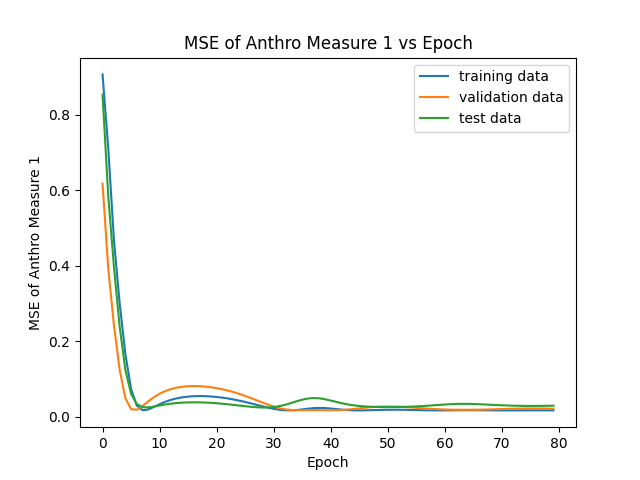 MSE of Anthro Measure 1 vs Epoch
training data
validation data
test data
MSE of Anthro Measure 1
0.8
0.6
0.4
0.2
0.0
0 10 20 30 40 50 60 70 80
Epoch